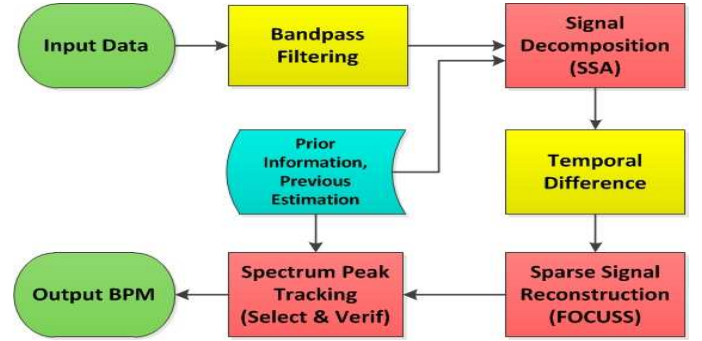 Input Data
Bandpass
Filtering
Signal
Decomposition
(SSA)
Prior
Information,
Previous
Estimation
Temporal
Difference
Output BPM
Spectrum Peak
Tracking
(Select & Verif)
Sparse Signal
Reconstruction
(FOCUSS)